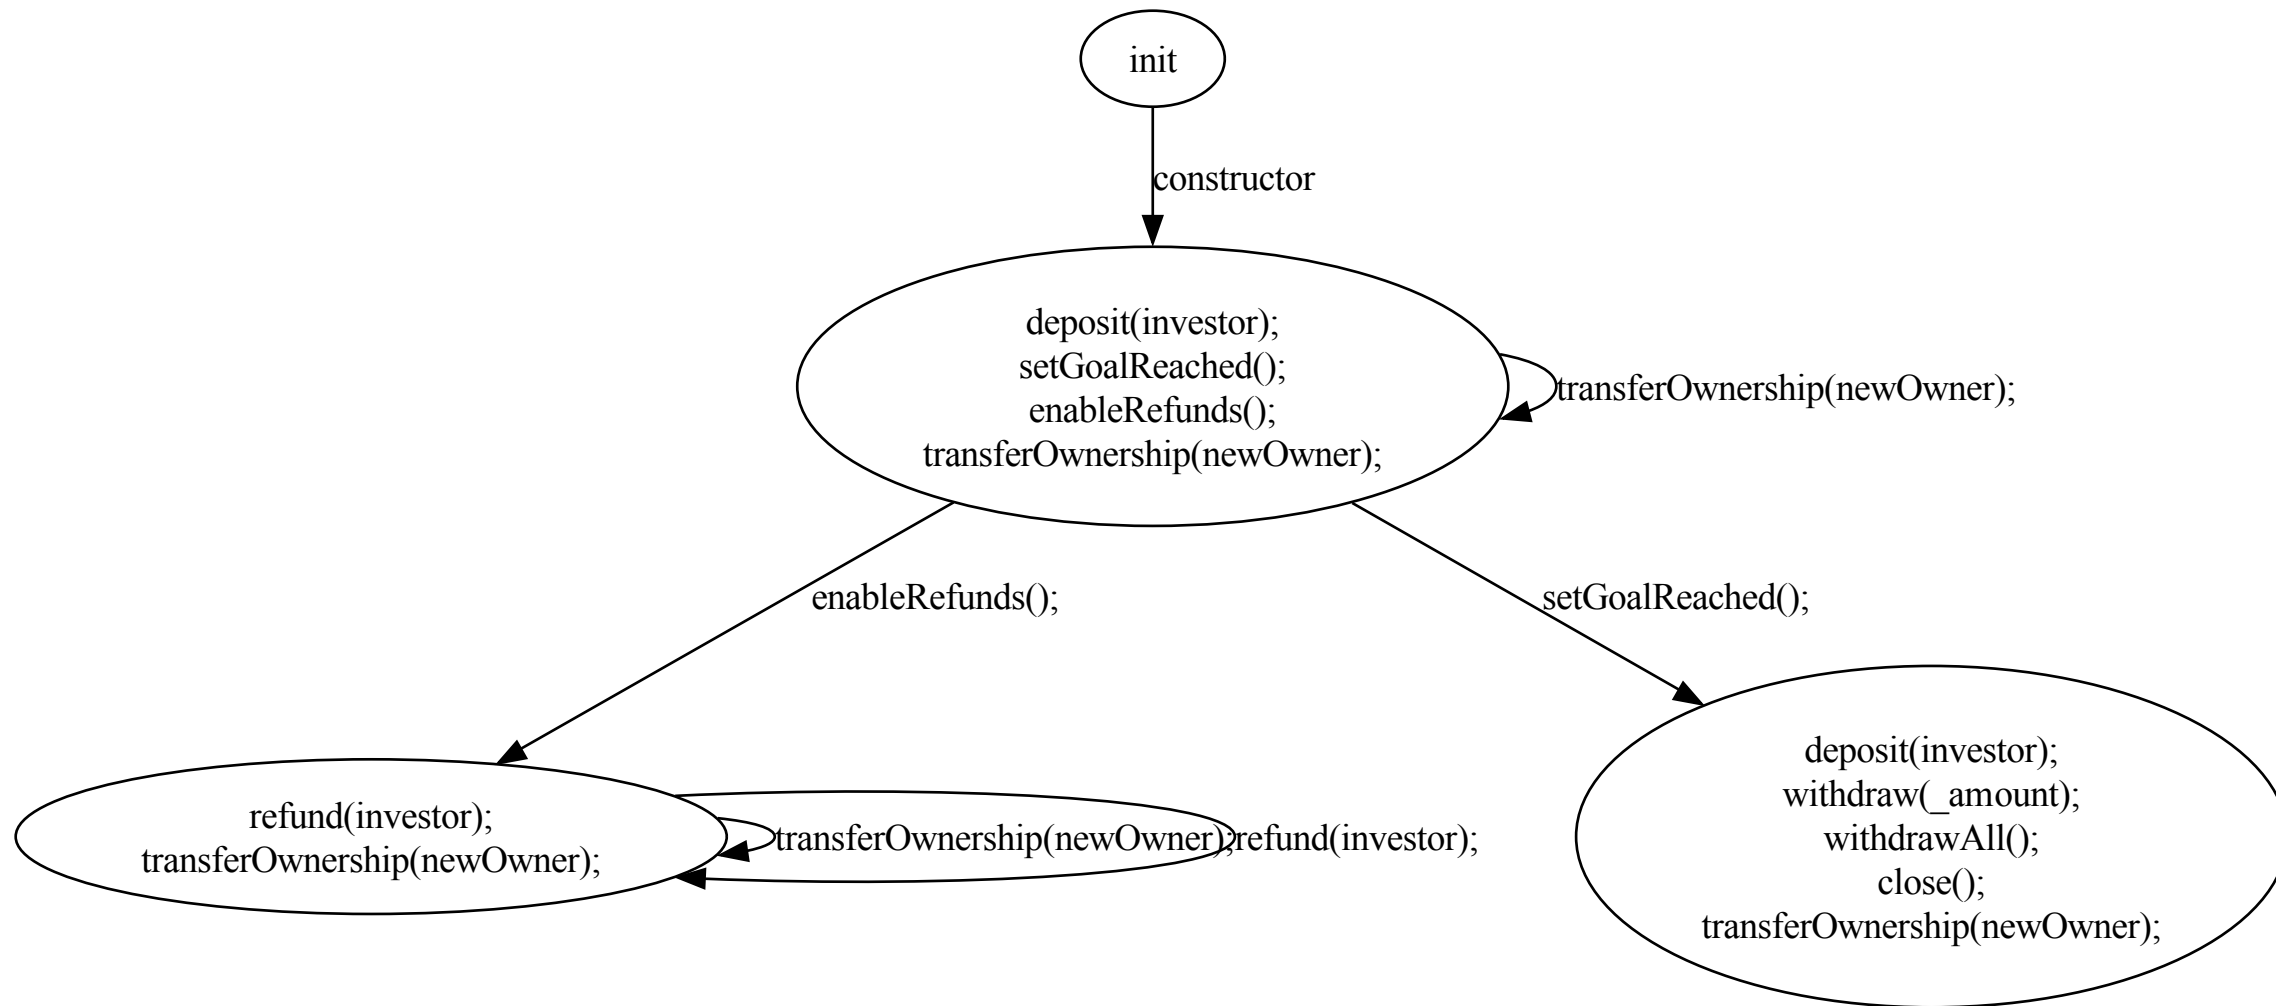 init
constructor
deposit(investor);
setGoalReached();
enableRefunds();
transferOwnership(newOwner);
transferOwnership(newOwner);
enableRefunds();
setGoalReached();
refund(investor);
transferOwnership(newOwner);
transferOwnership(newOwner);
refund(investor);
deposit(investor);
withdraw(_amount);
withdrawAll();
close();
transferOwnership(newOwner);